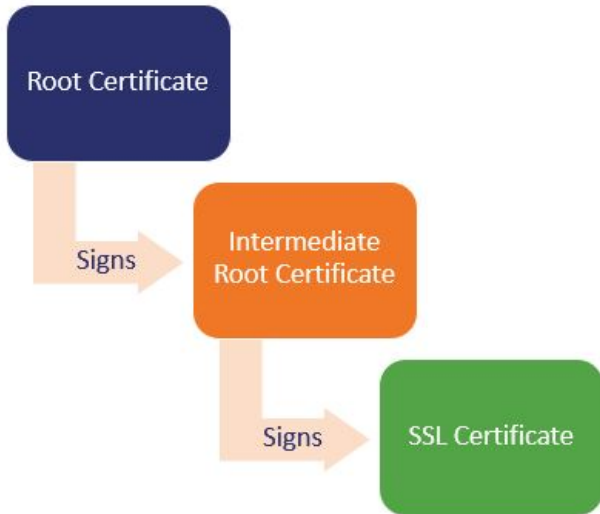 Root Certificate
Signs
Intermediate
Root Certificate
Signs
SSL Certificate